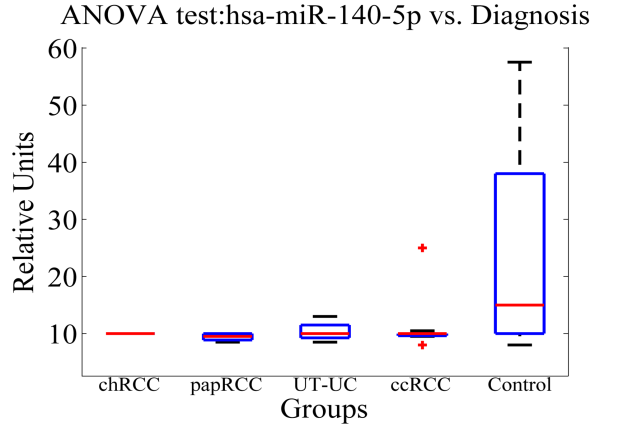 ANOVA test:hsa-miR-140-5p vs. Diagnosis
60
50
40
30
20
10
Relative Units
chRCC papRCC UT-UC ccRCC Control
Groups